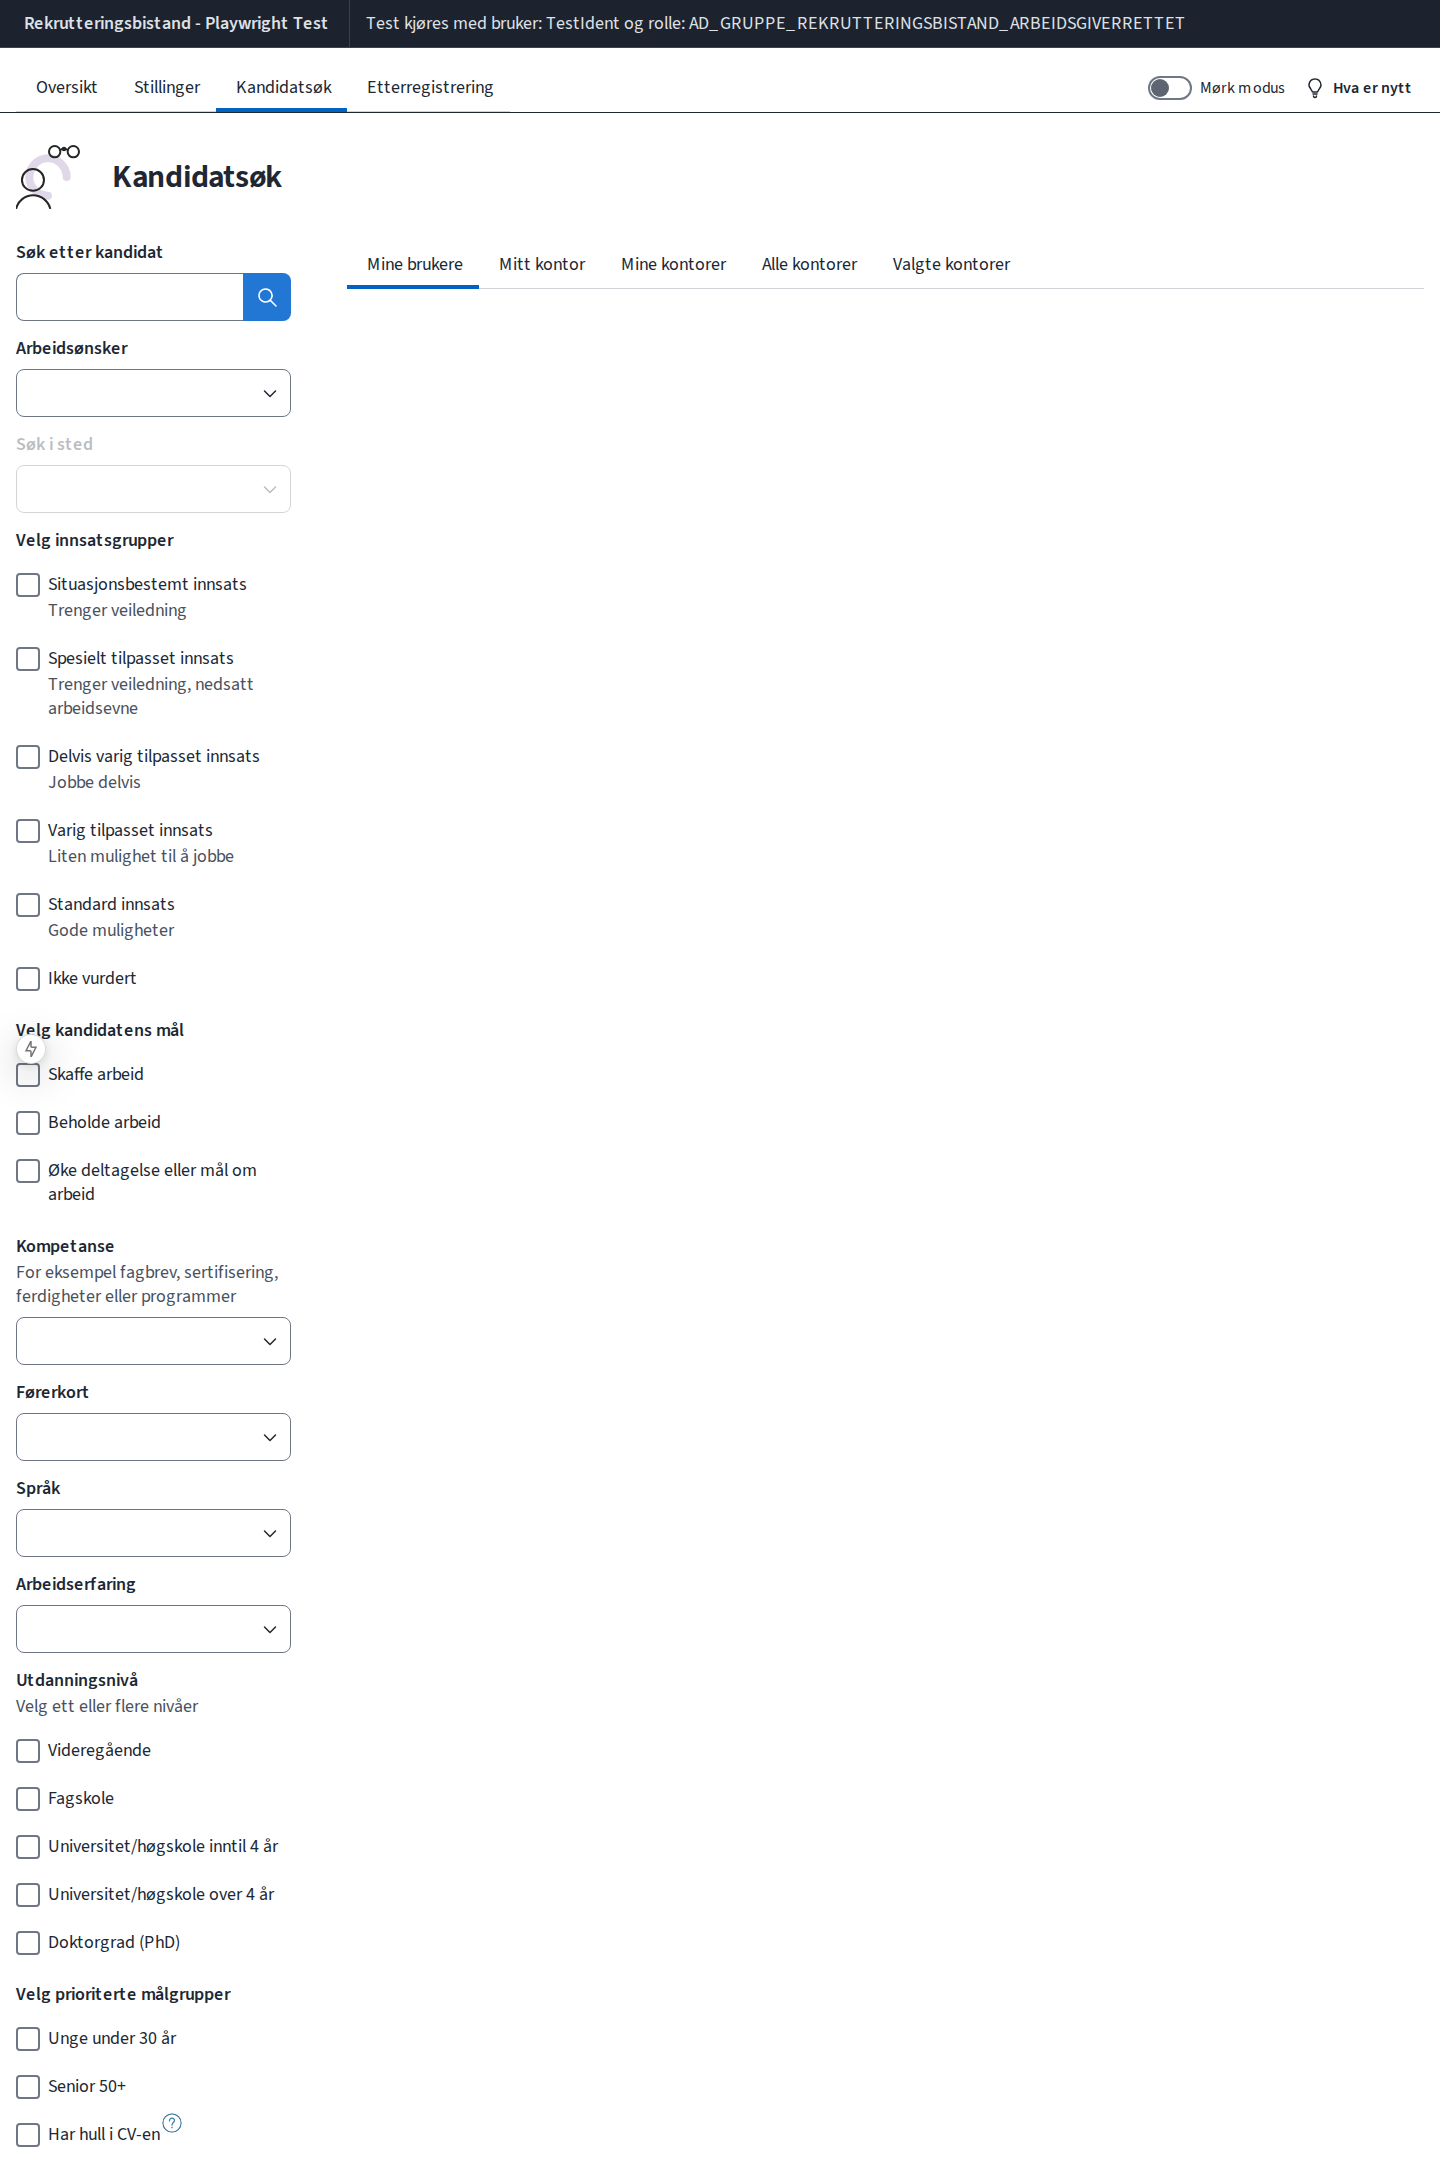 Rekrutteringsbistand - Playwright Test
Test kjøres med bruker: TestIdent og rolle: AD_GRUPPE_REKRUTTERINGSBISTAND_ARBEIDSGIVERRETTET
Oversikt
Stillinger
Kandidatsøk
Etterregistrering
Mørk modus
Hva er nytt
Kandidatsøk
Søk etter kandidat
Mine brukere
Mitt kontor
Mine kontorer
Alle kontorer
Valgte kontorer
Arbeidsønsker
Søk i sted
Velg innsatsgrupper
Situasjonsbestemt innsats
Trenger veiledning
Spesielt tilpasset innsats
Trenger veiledning, nedsatt
arbeidsevne
Delvis varig tilpasset innsats
Jobbe delvis
Varig tilpasset innsats
Liten mulighet til å jobbe
Standard innsats
Gode muligheter
Ikke vurdert
Velg kandidatens mål
Skaffe arbeid
Beholde arbeid
Øke deltagelse eller mål om
arbeid
Kompetanse
For eksempel fagbrev, sertifisering,
ferdigheter eller programmer
Førerkort
Språk
Arbeidserfaring
Utdanningsnivå
Velg ett eller flere nivåer
Videregående
Fagskole
Universitet/høgskole inntil 4 år
Universitet/høgskole over 4 år
Doktorgrad (PhD)
Velg prioriterte målgrupper
Unge under 30 år
Senior 50+
Har hull i CV-en